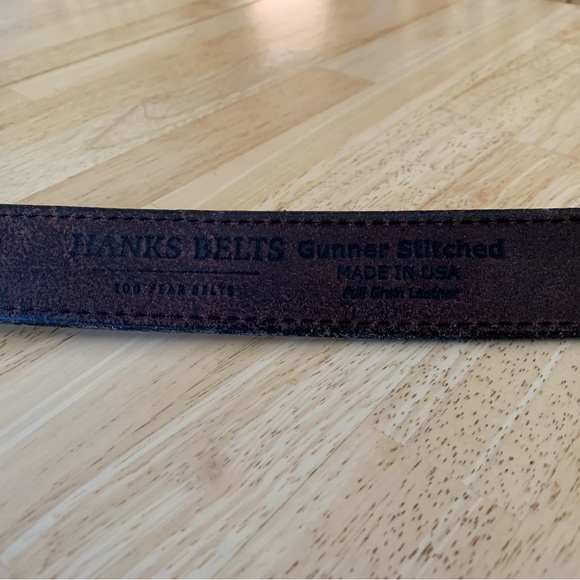 HANKS BELTS
100 YEAR BELTS
Gunner Stitched
MADE IN USA
Full Grain Leather